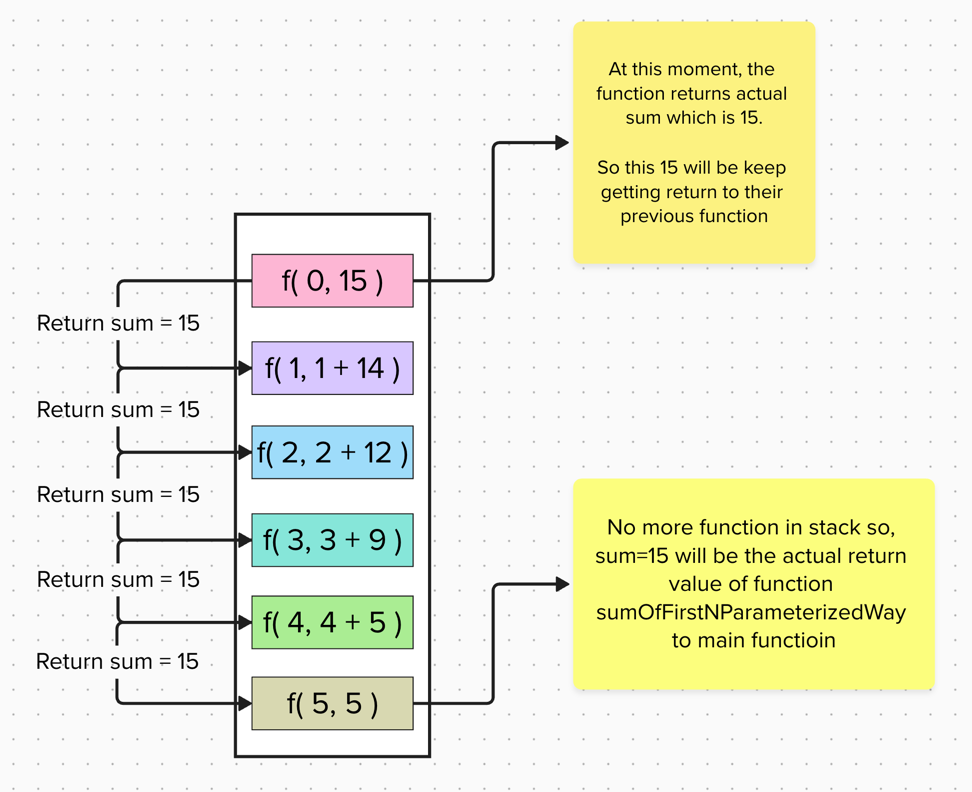 At this moment, the
function returns actual
sum which is 15.
So this 15 will be keep
getting return to their
previous function
f( 0, 15 )
Return sum = 15
f( 1, 1 + 14 )
Return sum = 15
f( 2, 2 + 12 )
Return sum = 15
f( 3, 3 + 9 )
Return sum = 15
f( 4, 4 + 5 )
Return sum = 15
f( 5, 5 )
No more function in stack so,
sum=15 will be the actual return
value of function
sumOfFirstNParameterizedWay
to main functioin